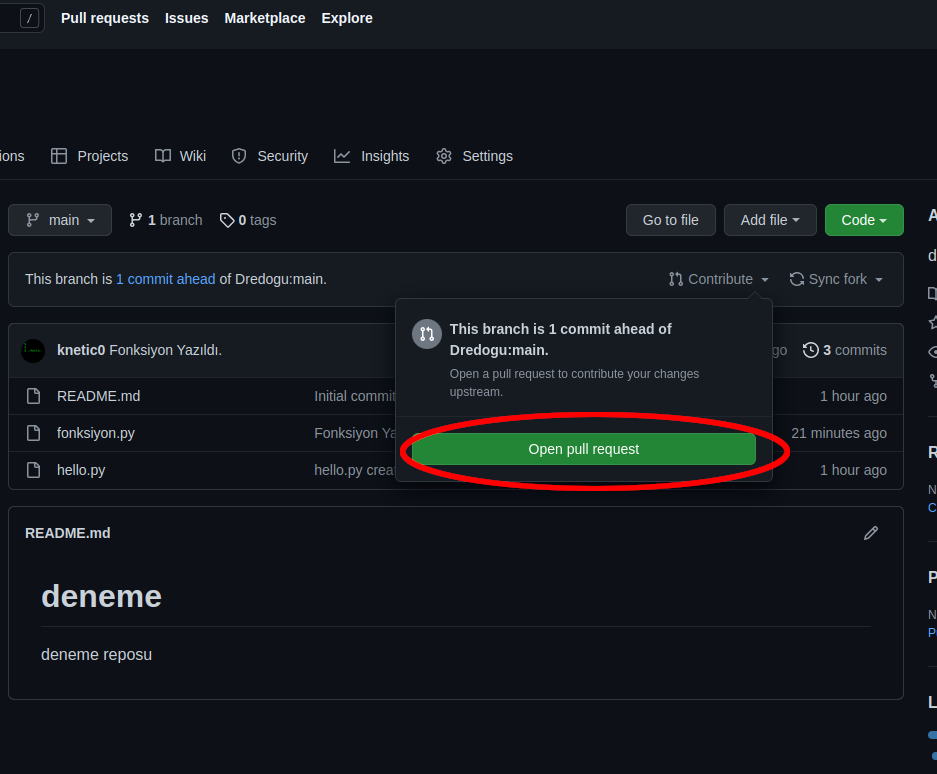 / Pull requests Issues Marketplace Explore
ions Projects Wiki Security Insights Settings
main 1 branch 0 tags Go to file Add file Code
This branch is 1 commit ahead of Dredogu:main. Contribute Sync fork
This branch is 1 commit ahead of
Dredogu:main.
Open a pull request to contribute your changes
upstream.
Open pull request
knetic0 Fonksiyon Yazıldı. go 3 commits
README.md Initial commit 1 hour ago
fonksiyon.py Fonksiyon Ya 21 minutes ago
hello.py hello.py crea 1 hour ago
README.md
deneme
deneme reposu